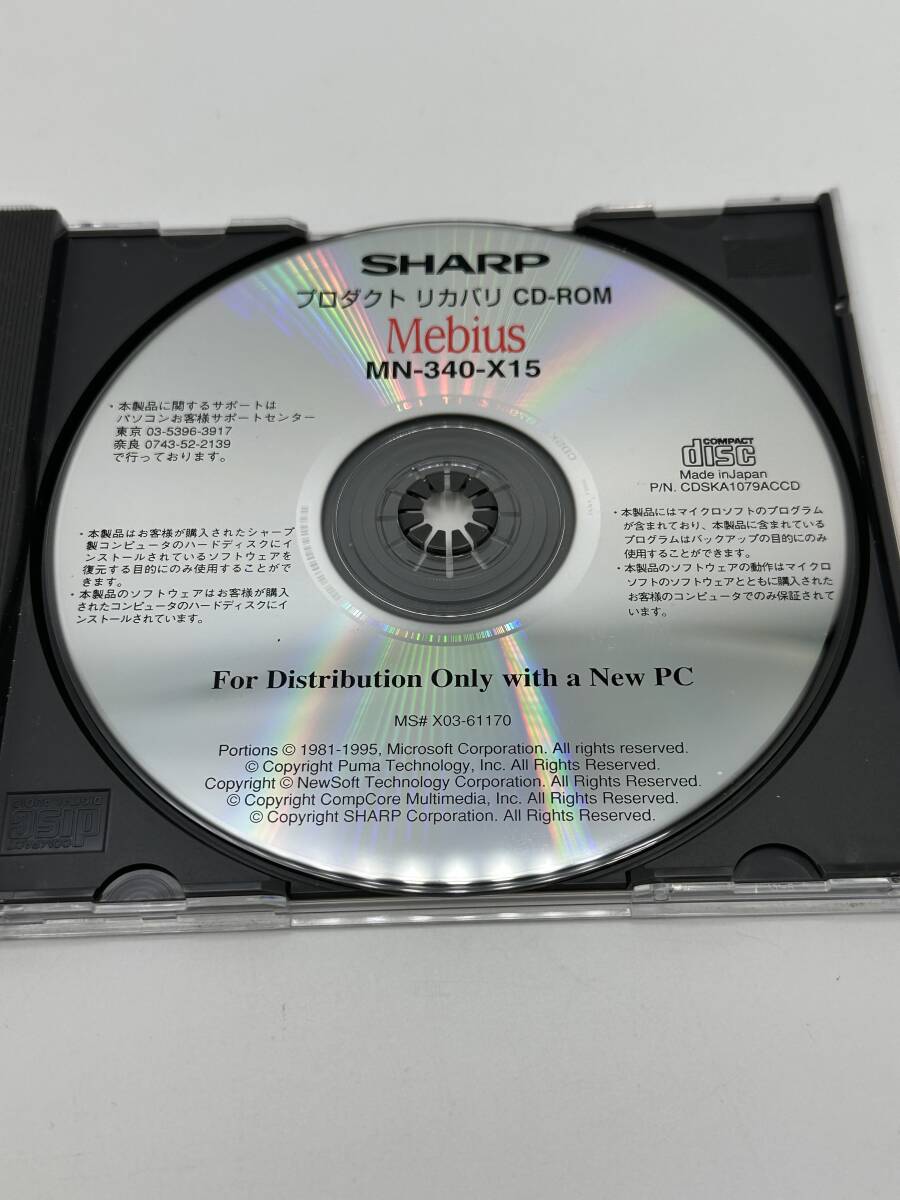 SHARP
プロダクト リカバリ CD-ROM
Mebius
MN-340-X15
・本製品に関するサポートは
パソコンお客様サポートセンター
東京 03-5396-3917
奈良 0743-52-2139
で行っております。
COMPACT
disc
Made in Japan
P/N. CDSKA1079ACCD
・本製品はお客様が購入されたシャープ
製コンピュータのハードディスクにイ
ンストールされているソフトウェアを
復元する目的にのみ使用することがで
きます。
・本製品のソフトウェアはお客様が購入
されたコンピュータのハードディスクにイ
ンストールされています。
・本製品にはマイクロソフトのプログラム
が含まれており、本製品に含まれている
プログラムはバックアップの目的にのみ
使用することができます。
・本製品のソフトウェアの動作はマイクロ
ソフトのソフトウェアとともに購入された
お客様のコンピュータでのみ保証されて
います。
For Distribution Only with a New PC
MS# X03-61170
Portions © 1981-1995, Microsoft Corporation. All rights reserved.
© Copyright Puma Technology, Inc. All Rights Reserved.
Copyright © NewSoft Technology Corporation. All Rights Reserved.
© Copyright CompCore Multimedia, Inc. All Rights Reserved.
© Copyright SHARP Corporation. All Rights Reserved.
COMPACT
disc
DIGITAL AUDIO